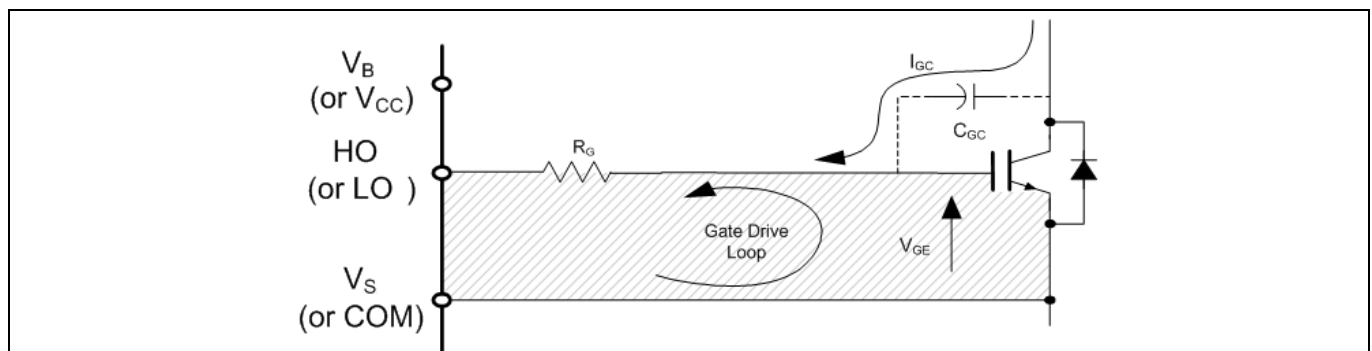 V_B
(or V_CC)
HO
(or LO )
V_S
(or COM)
R_G
I_GC
C_GC
Gate Drive
Loop
V_GE